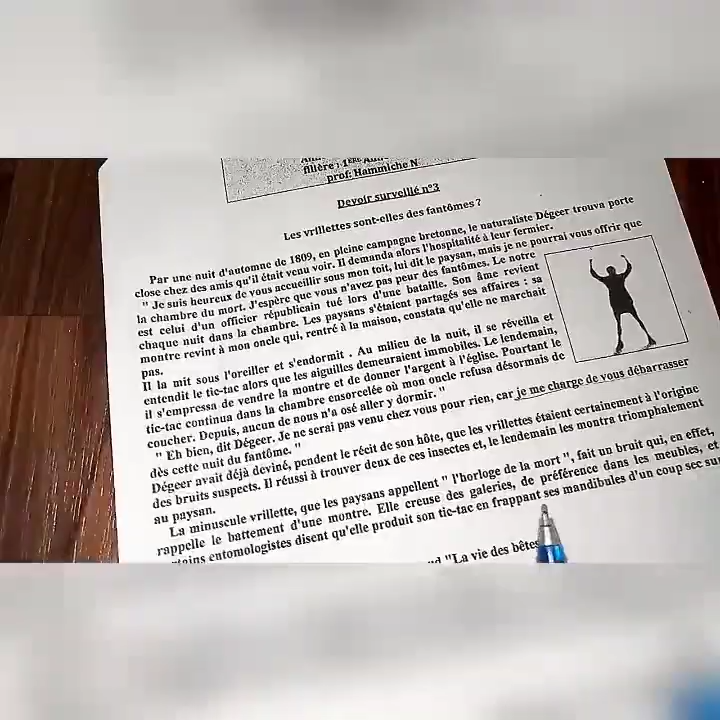 filière : 1ERE
prof: Hammiche N
Devoir surveillé n°3
Les vrillettes sont-elles des fantômes ?
Par une nuit d'automne de 1809, en pleine campagne bretonne, le naturaliste Dégeer trouva porte
close chez des amis qu'il était venu voir. Il demanda alors l'hospitalité à leur fermier.
" Je suis heureux de vous accueillir sous mon toit, lui dit le paysan, mais je ne pourrai vous offrir que
la chambre du mort. J'espère que vous n'avez pas peur des fantômes. Le notre
est celui d'un officier républicain tué lors d'une bataille. Son âme revient
chaque nuit dans la chambre. Les paysans s'étaient partagés ses affaires : sa
montre revint à mon oncle qui, rentré à la maison, constata qu'elle ne marchait
pas.
Il la mit sous l'oreiller et s'endormit . Au milieu de la nuit, il se réveilla et
entendit le tic-tac alors que les aiguilles demeuraient immobiles. Le lendemain,
il s'empressa de vendre la montre et de donner l'argent à l'église. Pourtant le
tic-tac continua dans la chambre ensorcelée où mon oncle refusa désormais de
coucher. Depuis, aucun de nous n'a osé aller y dormir. "
" Eh bien, dit Dégeer. Je ne serai pas venu chez vous pour rien, car je me charge de vous débarrasser
dès cette nuit du fantôme. "
Dégeer avait déjà deviné, pendent le récit de son hôte, que les vrillettes étaient certainement à l'origine
des bruits suspects. Il réussi à trouver deux de ces insectes et, le lendemain les montra triomphalement
au paysan.
La minuscule vrillette, que les paysans appellent " l'horloge de la mort ", fait un bruit qui, en effet,
rappelle le battement d'une montre. Elle creuse des galeries, de préférence dans les meubles, et
entomologistes disent qu'elle produit son tic-tac en frappant ses mandibules d'un coup sec sur
"La vie des bêtes